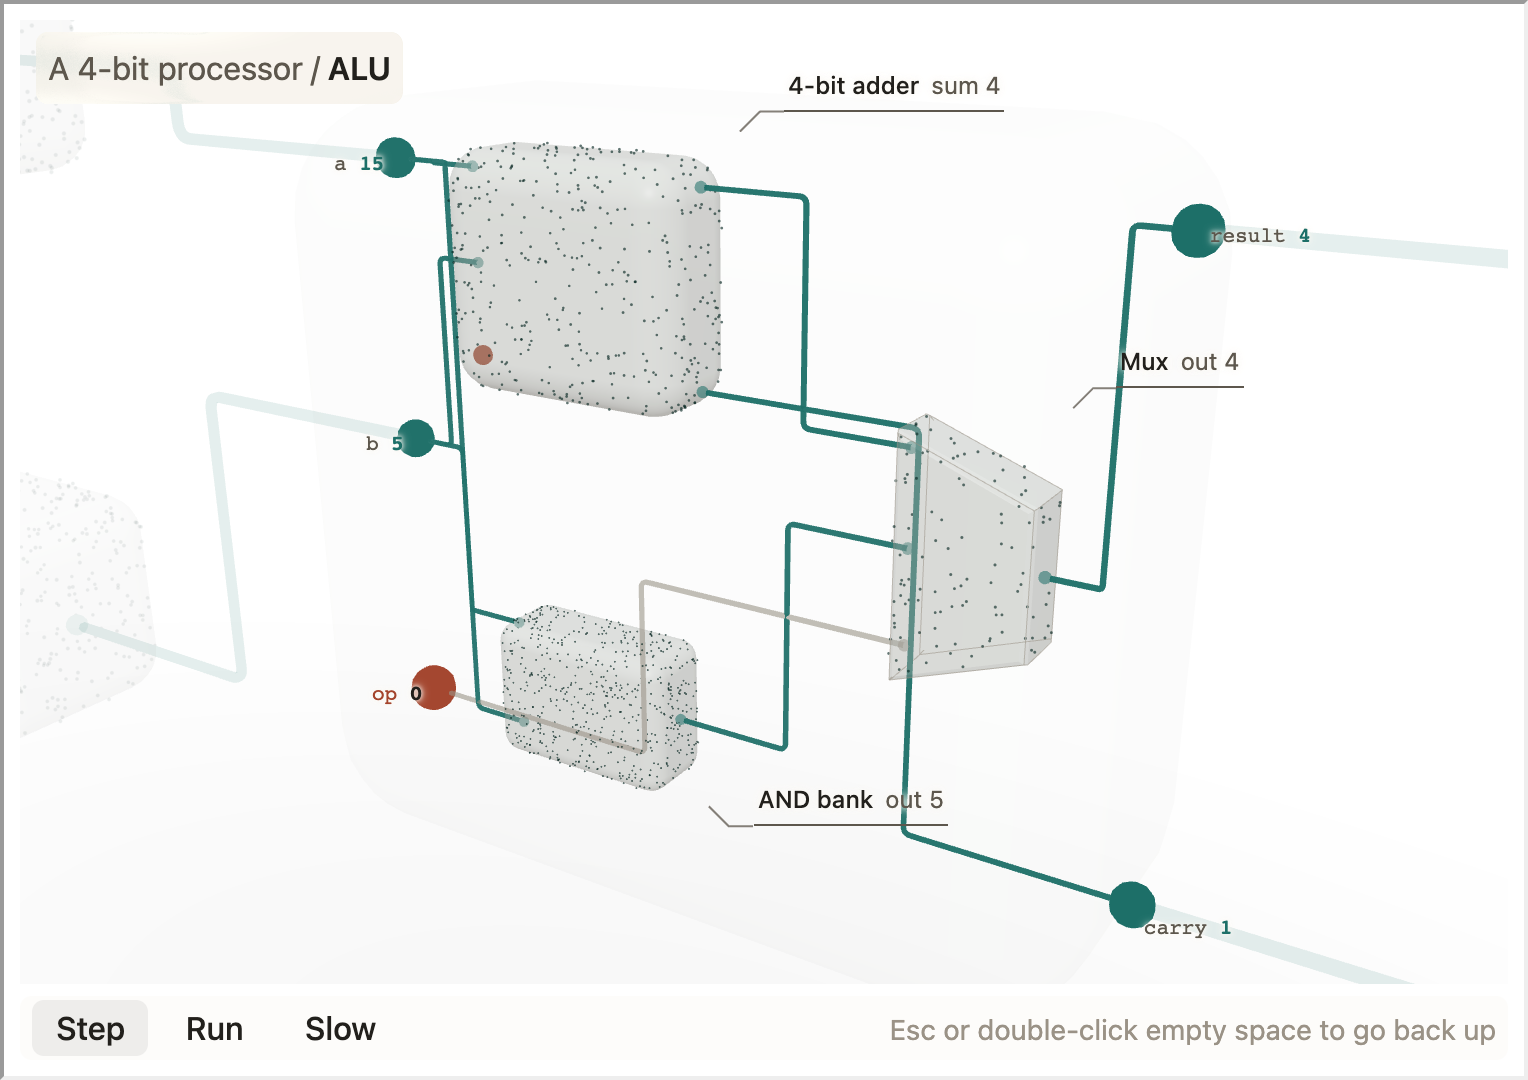 A 4-bit processor / ALU
4-bit adder sum 4
a 15
result 4
Mux out 4
b 5
op 0
AND bank out 5
carry 1
Step Run Slow Esc or double-click empty space to go back up